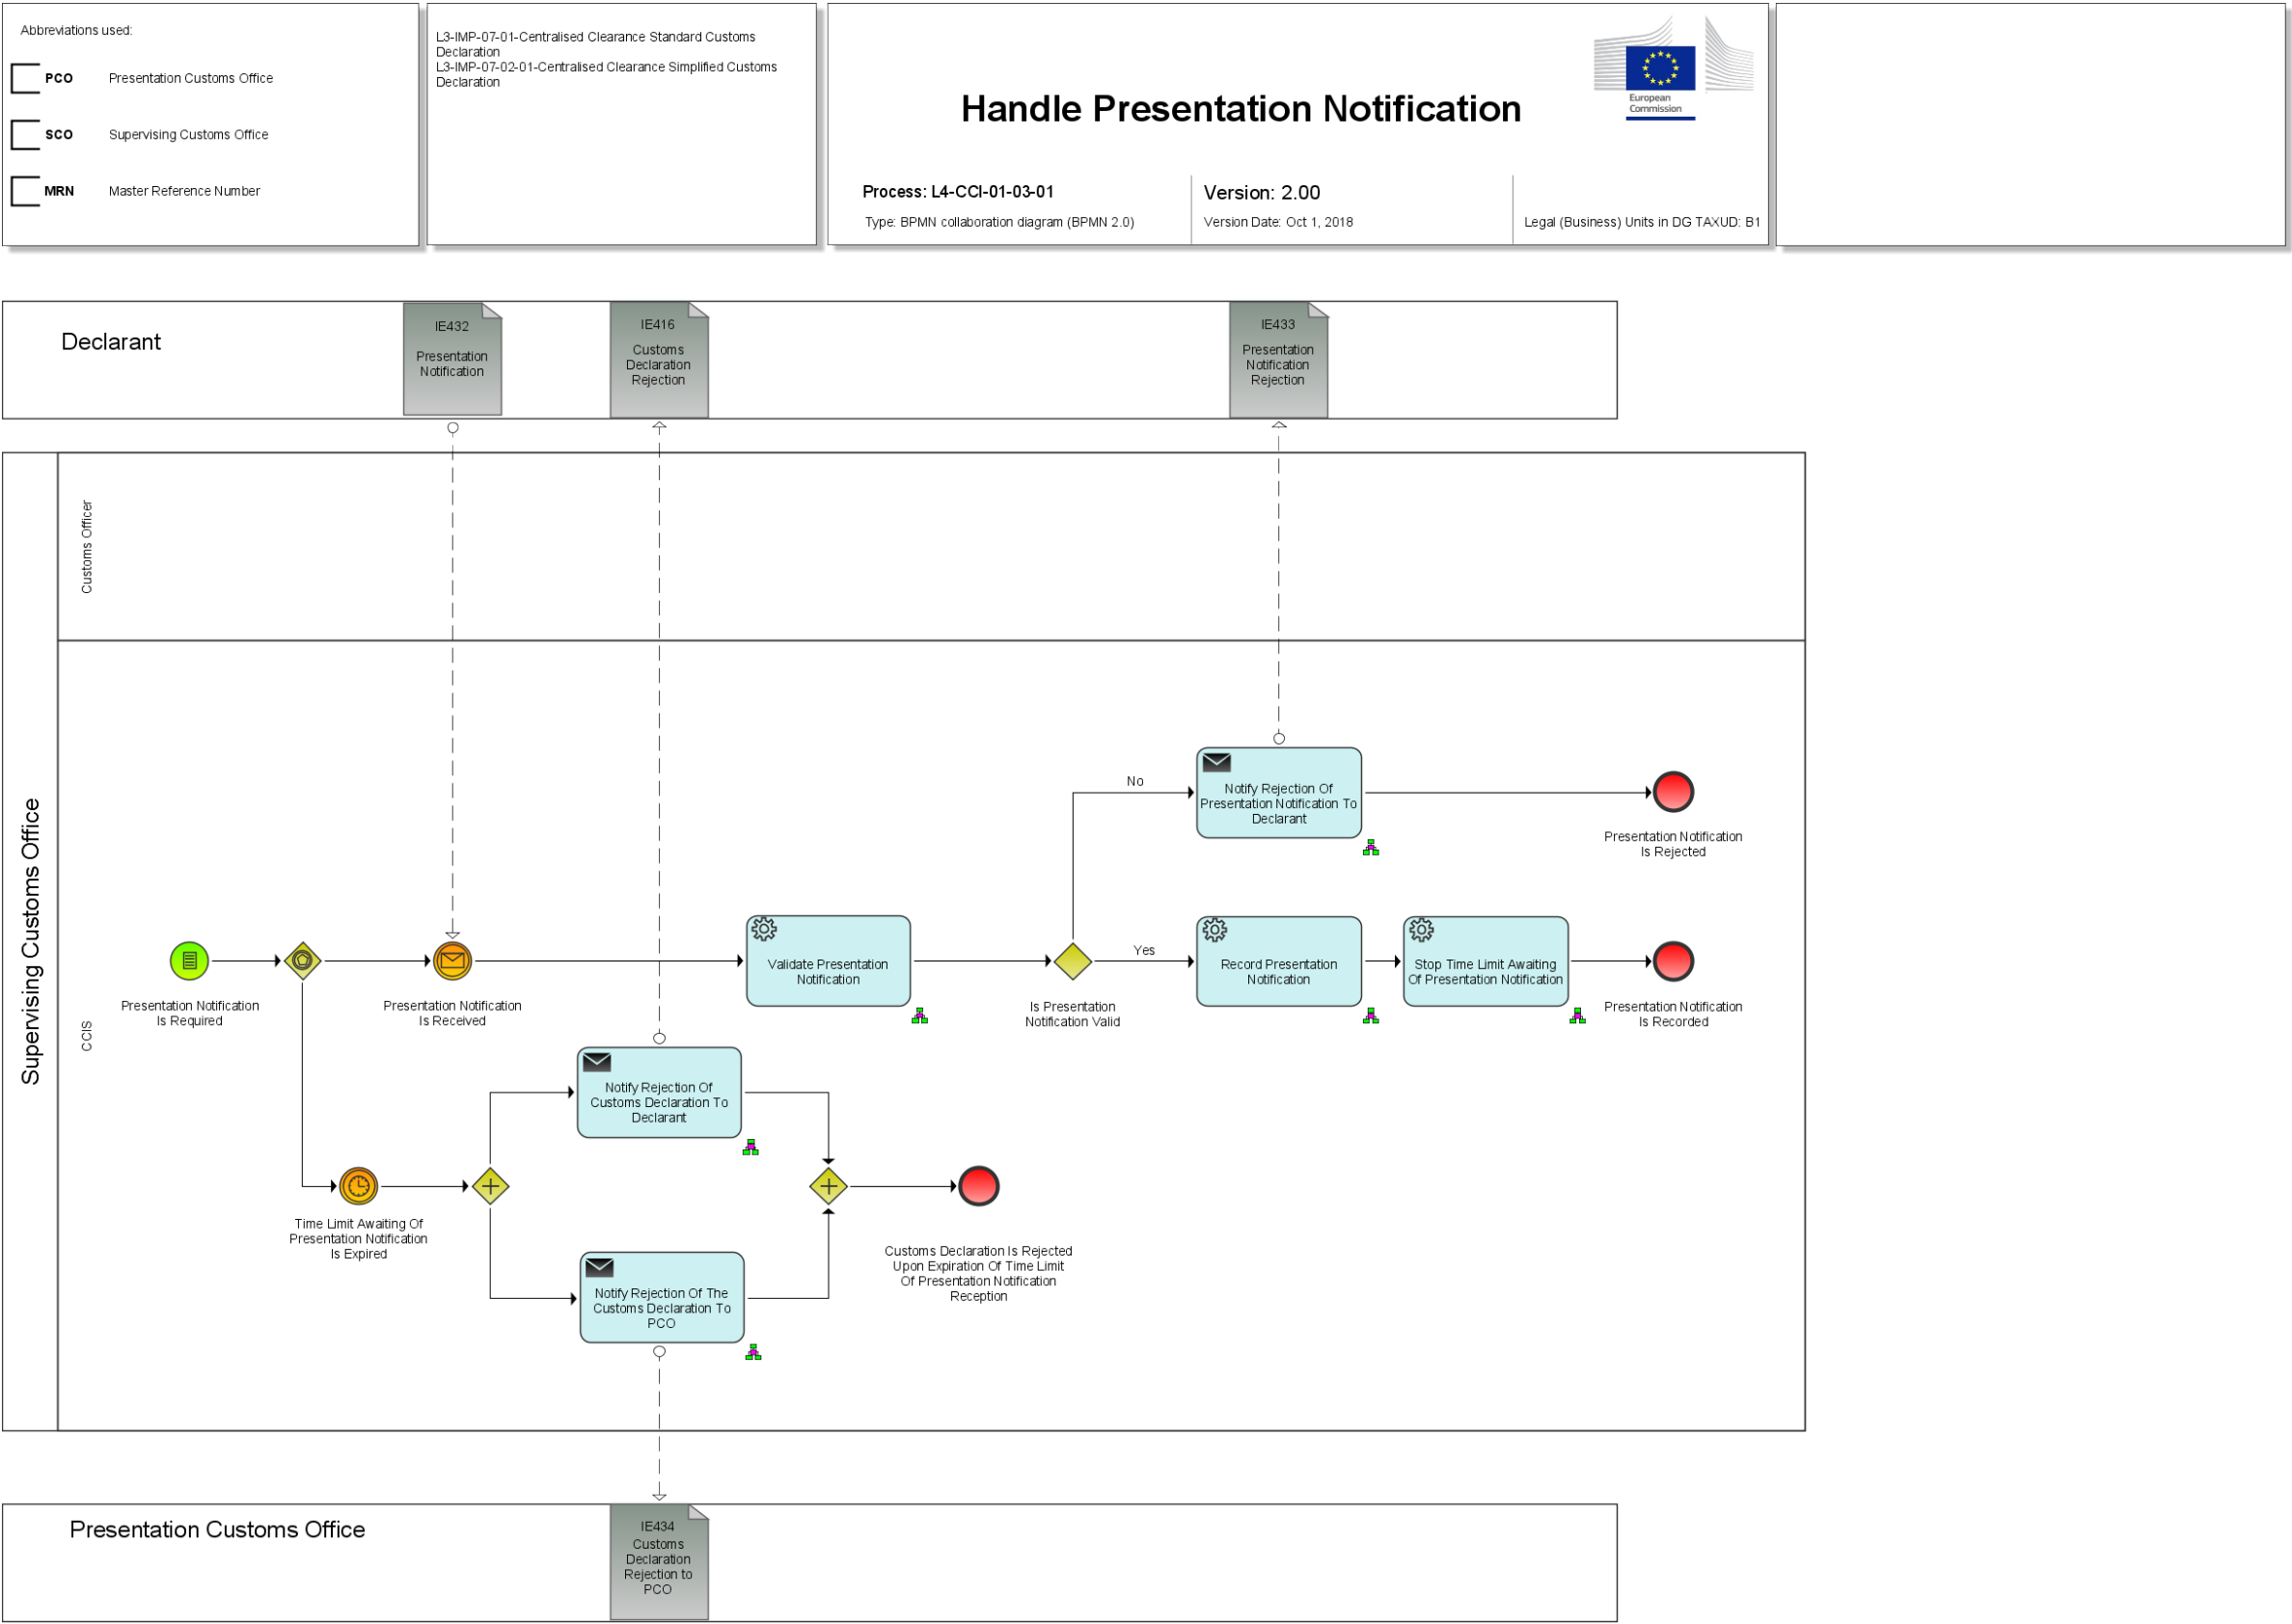 Abbreviations used:
PCO Presentation Customs Office
SCO Supervising Customs Office
MRN Master Reference Number
L3-IMP-07-01-Centralised Clearance Standard Customs
Declaration
L3-IMP-07-02-01-Centralised Clearance Simplified Customs
Declaration
Handle Presentation Notification
European
Commission
Process: L4-CCI-01-03-01
Type: BPMN collaboration diagram (BPMN 2.0)
Version: 2.00
Version Date: Oct 1, 2018
Legal (Business) Units in DG TAXUD: B1
Declarant
IE432
Presentation
Notification
IE416
Customs
Declaration
Rejection
IE433
Presentation
Notification
Rejection
Supervising Customs Office
Customs Officer
CCIS
No
Notify Rejection Of
Presentation Notification To
Declarant
Presentation Notification
Is Rejected
Presentation Notification
Is Required
Presentation Notification
Is Received
Validate Presentation
Notification
Is Presentation
Notification Valid
Yes
Record Presentation
Notification
Stop Time Limit Awaiting
Of Presentation Notification
Presentation Notification
Is Recorded
Notify Rejection Of
Customs Declaration To
Declarant
Time Limit Awaiting Of
Presentation Notification
Is Expired
Notify Rejection Of The
Customs Declaration To
PCO
Customs Declaration Is Rejected
Upon Expiration Of Time Limit
Of Presentation Notification
Reception
Presentation Customs Office
IE434
Customs
Declaration
Rejection to
PCO